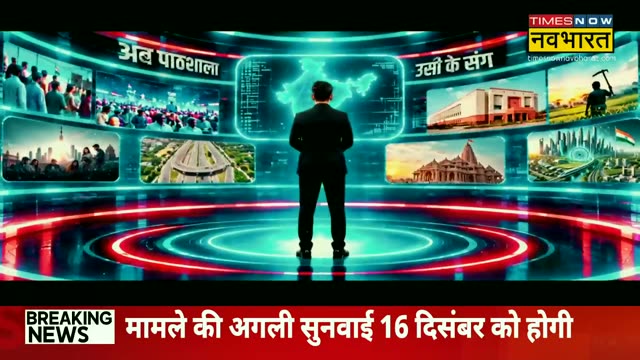 TIMES NOW
नवभारत
timesnownavbharat.com
अब पाठशाला
उसी के संग
BREAKING
NEWS
मामले की अगली सुनवाई 16 दिसंबर को होगी